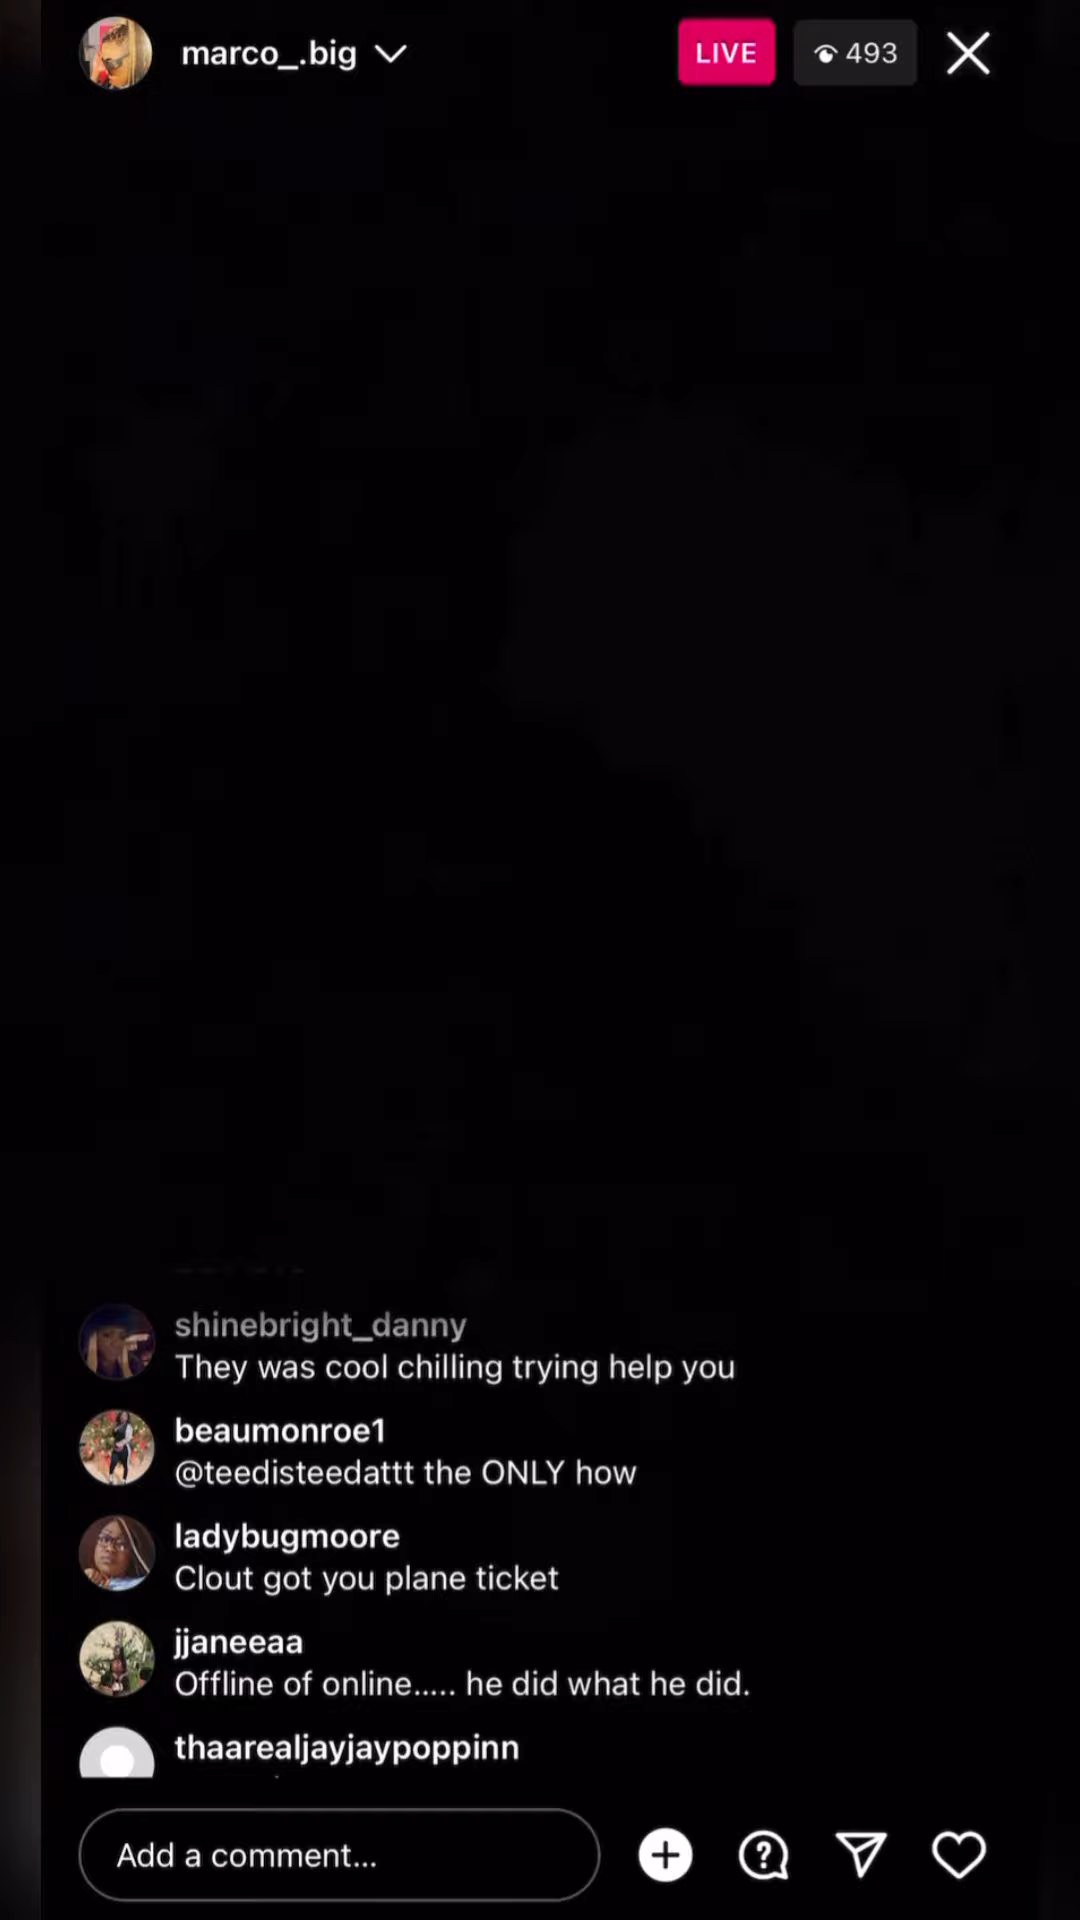 marco_.big
LIVE
493
shinebright_danny
They was cool chilling trying help you
beaumonroe1
@teedisteedattt the ONLY how
ladybugmoore
Clout got you plane ticket
jjaneeaa
Offline of online..... he did what he did.
thaarealjayjaypoppinn
Add a comment...